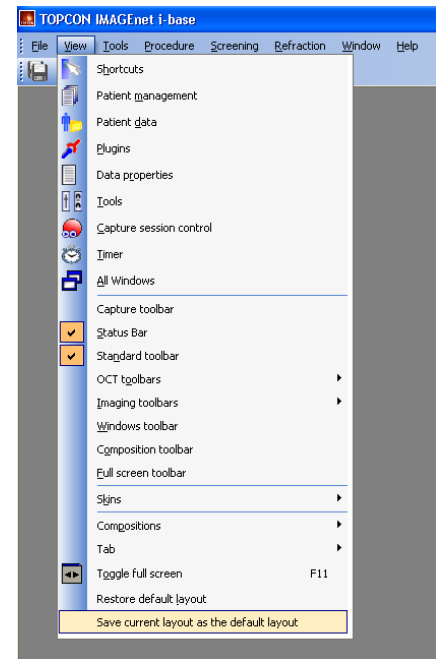 TOPCON IMAGEnet i-base
File View Tools Procedure Screening Refraction Window Help
Shortcuts
Patient management
Patient data
Plugins
Data properties
Tools
Capture session control
Timer
All Windows
Capture toolbar
Status Bar
Standard toolbar
OCT toolbars
Imaging toolbars
Windows toolbar
Composition toolbar
Full screen toolbar
Skins
Compositions
Tab
Toggle full screen F11
Restore default layout
Save current layout as the default layout